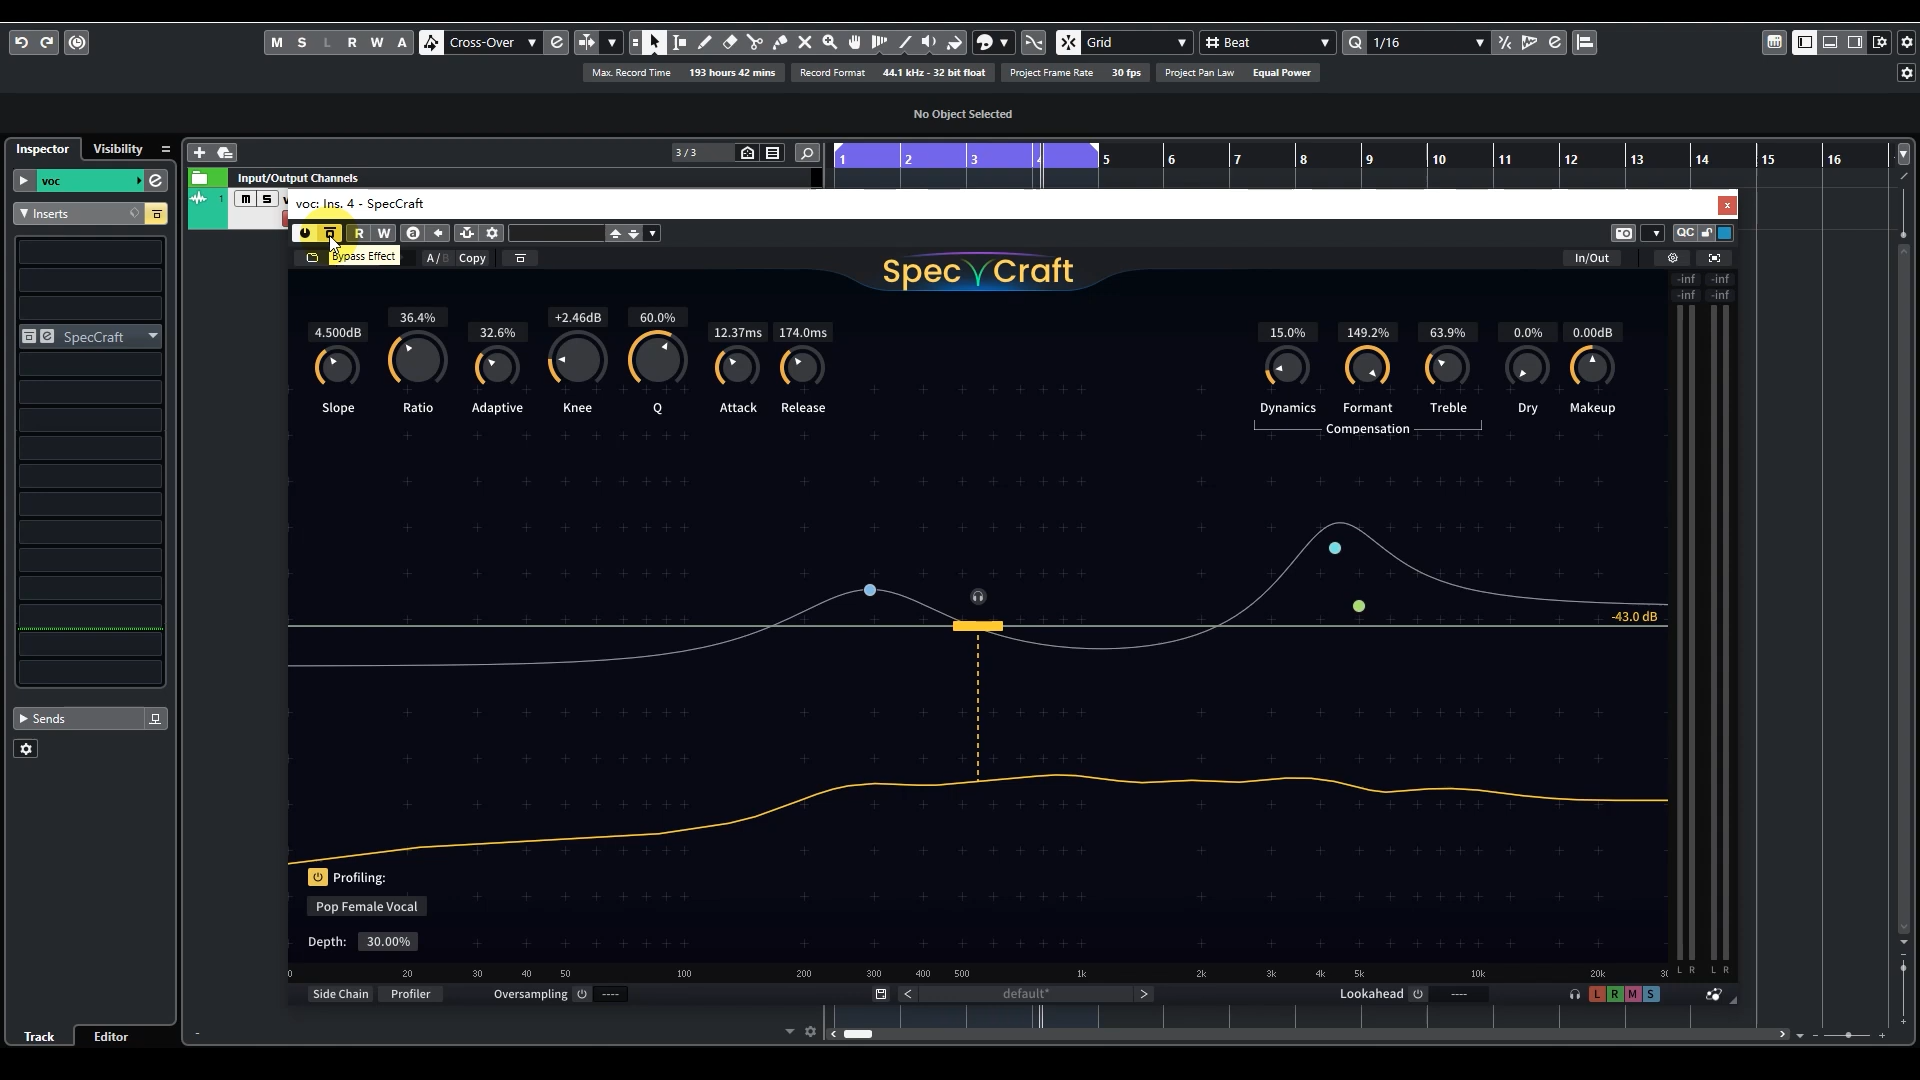 M S L R W A Cross-Over Grid Beat Q 1/16
Max. Record Time 193 hours 42 mins Record Format 44.1 kHz - 32 bit float Project Frame Rate 30 fps Project Pan Law Equal Power
No Object Selected
Inspector Visibility
3 / 3
1 2 3 4 5 6 7 8 9 10 11 12 13 14 15 16
voc
Input/Output Channels
1 m S
Inserts
voc: Ins. 4 - SpecCraft
R W
QC
Bypass Effect
A / B Copy
Spec Craft
In/Out
-inf -inf
-inf -inf
4.500dB 36.4% 32.6% +2.46dB 60.0% 12.37ms 174.0ms 15.0% 149.2% 63.9% 0.0% 0.00dB
SpecCraft
Slope Ratio Adaptive Knee Q Attack Release Dynamics Formant Treble Dry Makeup
Compensation
-43.0 dB
Sends
Profiling:
Pop Female Vocal
Depth: 30.00%
20 30 40 50 100 200 300 400 500 1k 2k 3k 4k 5k 10k 20k
L R L R
Side Chain Profiler Oversampling ---- < default* > Lookahead ---- L R M S
Track Editor